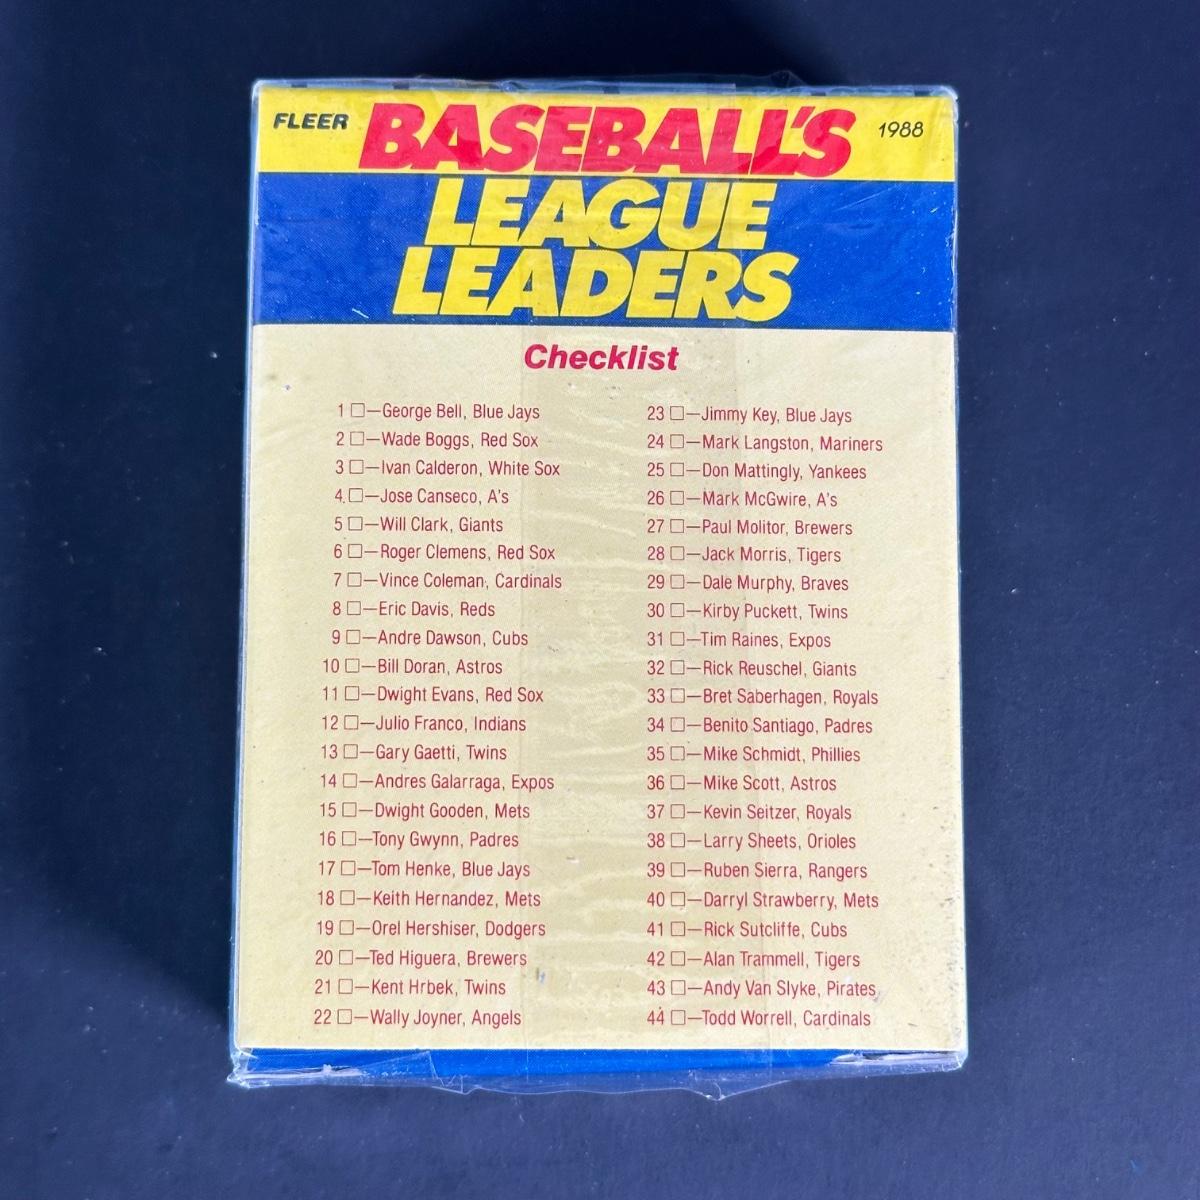 FLEER BASEBALL'S 1988
LEAGUE
LEADERS
Checklist
1 □—George Bell, Blue Jays
2 □—Wade Boggs, Red Sox
3 □—Ivan Calderon, White Sox
4 □—Jose Canseco, A's
5 □—Will Clark, Giants
6 □—Roger Clemens, Red Sox
7 □—Vince Coleman, Cardinals
8 □—Eric Davis, Reds
9 □—Andre Dawson, Cubs
10 □—Bill Doran, Astros
11 □—Dwight Evans, Red Sox
12 □—Julio Franco, Indians
13 □—Gary Gaetti, Twins
14 □—Andres Galarraga, Expos
15 □—Dwight Gooden, Mets
16 □—Tony Gwynn, Padres
17 □—Tom Henke, Blue Jays
18 □—Keith Hernandez, Mets
19 □—Orel Hershiser, Dodgers
20 □—Ted Higuera, Brewers
21 □—Kent Hrbek, Twins
22 □—Wally Joyner, Angels
23 □—Jimmy Key, Blue Jays
24 □—Mark Langston, Mariners
25 □—Don Mattingly, Yankees
26 □—Mark McGwire, A's
27 □—Paul Molitor, Brewers
28 □—Jack Morris, Tigers
29 □—Dale Murphy, Braves
30 □—Kirby Puckett, Twins
31 □—Tim Raines, Expos
32 □—Rick Reuschel, Giants
33 □—Bret Saberhagen, Royals
34 □—Benito Santiago, Padres
35 □—Mike Schmidt, Phillies
36 □—Mike Scott, Astros
37 □—Kevin Seitzer, Royals
38 □—Larry Sheets, Orioles
39 □—Ruben Sierra, Rangers
40 □—Darryl Strawberry, Mets
41 □—Rick Sutcliffe, Cubs
42 □—Alan Trammell, Tigers
43 □—Andy Van Slyke, Pirates
44 □—Todd Worrell, Cardinals